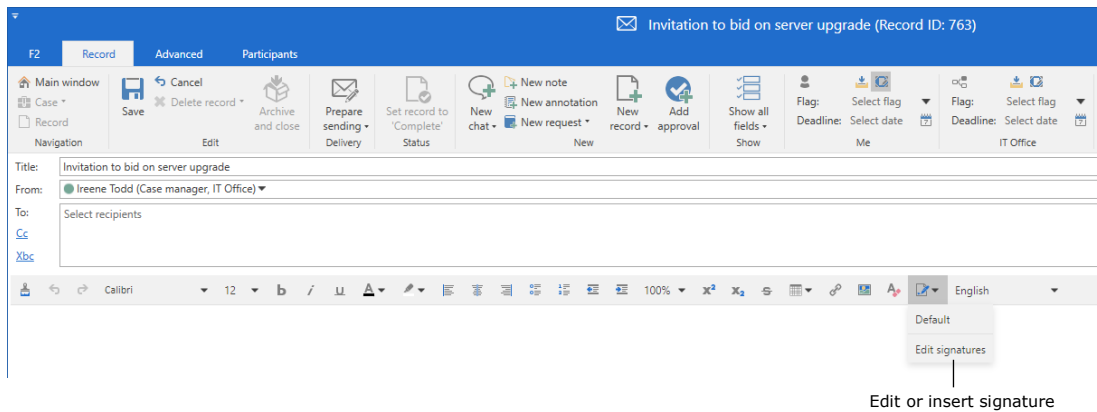 Invitation to bid on server upgrade (Record ID: 763)
F2 Record Advanced Participants
Main window
Case
Record
Navigation
Save
Cancel
Delete record
Archive and close
Edit
Prepare sending
Delivery
Set record to 'Complete'
Status
New chat
New note
New annotation
New request
New record
Add approval
New
Show all fields
Show
Flag: Select flag
Deadline: Select date
Me
Flag: Select flag
Deadline: Select date
IT Office
Title: Invitation to bid on server upgrade
From: Ireene Todd (Case manager, IT Office)
To: Select recipients
Cc
Xbc
Calibri 12 b i u A 100% x² x₂ S A English
Default
Edit signatures
Edit or insert signature